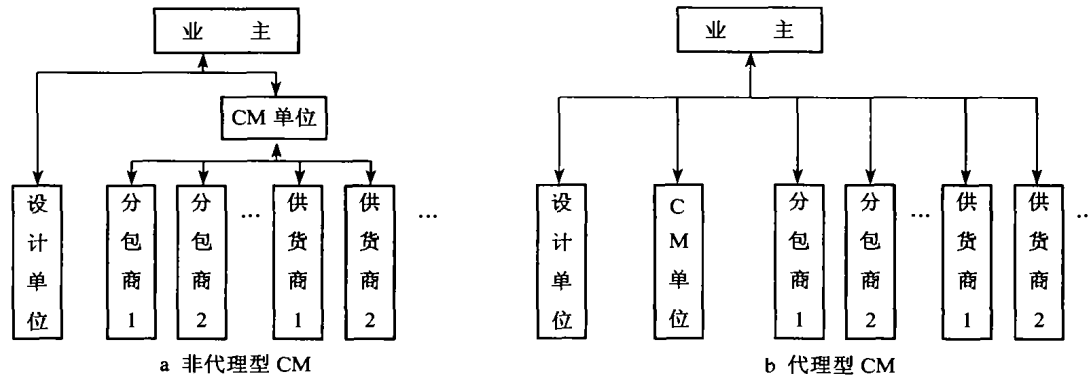 业 主
CM 单位
设计单位
分包商1
分包商2
…
供货商1
供货商2
…
a 非代理型 CM
业 主
设计单位
CM单位
分包商1
分包商2
…
供货商1
供货商2
…
b 代理型 CM